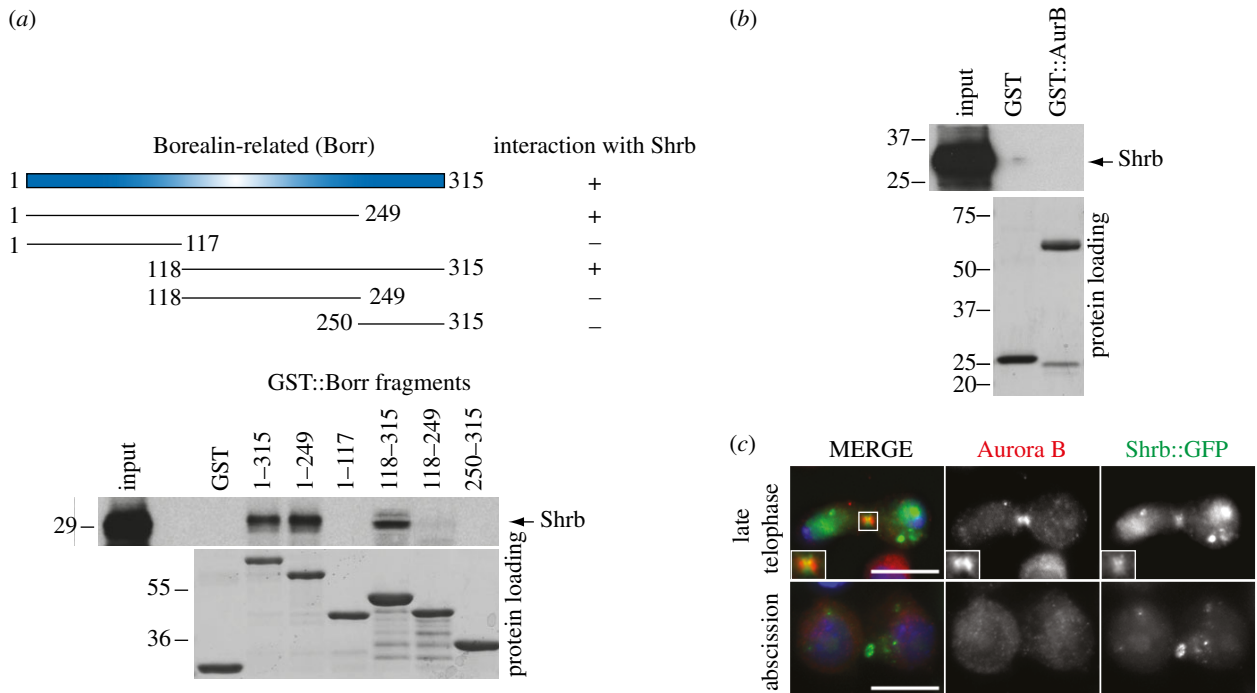 (a)
Borealin-related (Borr) interaction with Shrb
1 315 +
1 249 +
1 117 –
118 315 +
118 249 –
250 315 –
GST::Borr fragments
input GST 1–315 1–249 1–117 118–315 118–249 250–315
29 – Shrb
55 –
36 –
protein loading
(b)
input GST GST::AurB
37–
25–
Shrb
75–
50–
37–
25–
20–
protein loading
(c)
MERGE Aurora B Shrb::GFP
late telophase
abscission